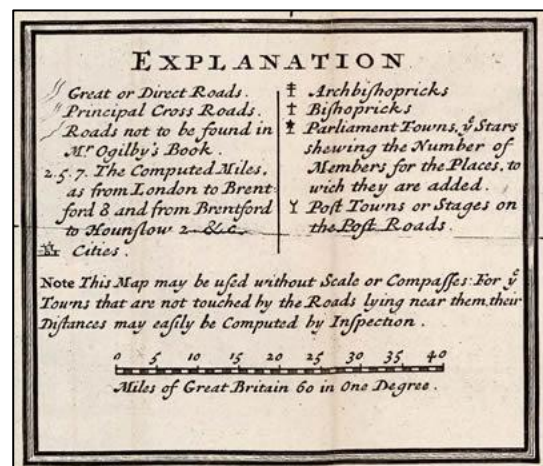 EXPLANATION
Great or Direct Roads.
Principal Cross Roads.
Roads not to be found in
Mr Ogilby's Book.
2.5.7. The Computed Miles,
as from London to Brent
ford 8 and from Brentford
to Hounslow 2 &c.
Cities.
Archbishopricks
Bishopricks
Parliament Towns, ye Stars
shewing the Number of
Members for the Places, to
wich they are added.
Post Towns or Stages on
the Post Roads.
Note This Map may be used without Scale or Compasses: For ye
Towns that are not touched by the Roads lying near them, their
Distances may easily be Computed by Inspection.
0 5 10 15 20 25 30 35 40
Miles of Great Britain 60 in One Degree.